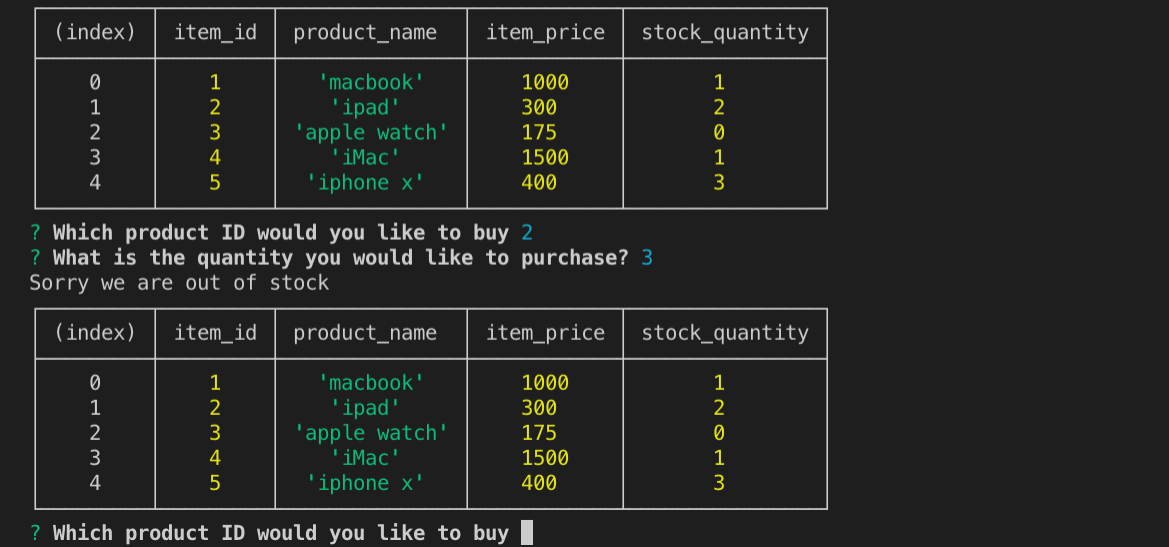 (index) item_id product_name item_price stock_quantity
0 1 'macbook' 1000 1
1 2 'ipad' 300 2
2 3 'apple watch' 175 0
3 4 'iMac' 1500 1
4 5 'iphone x' 400 3
? Which product ID would you like to buy 2
? What is the quantity you would like to purchase? 3
Sorry we are out of stock
(index) item_id product_name item_price stock_quantity
0 1 'macbook' 1000 1
1 2 'ipad' 300 2
2 3 'apple watch' 175 0
3 4 'iMac' 1500 1
4 5 'iphone x' 400 3
? Which product ID would you like to buy